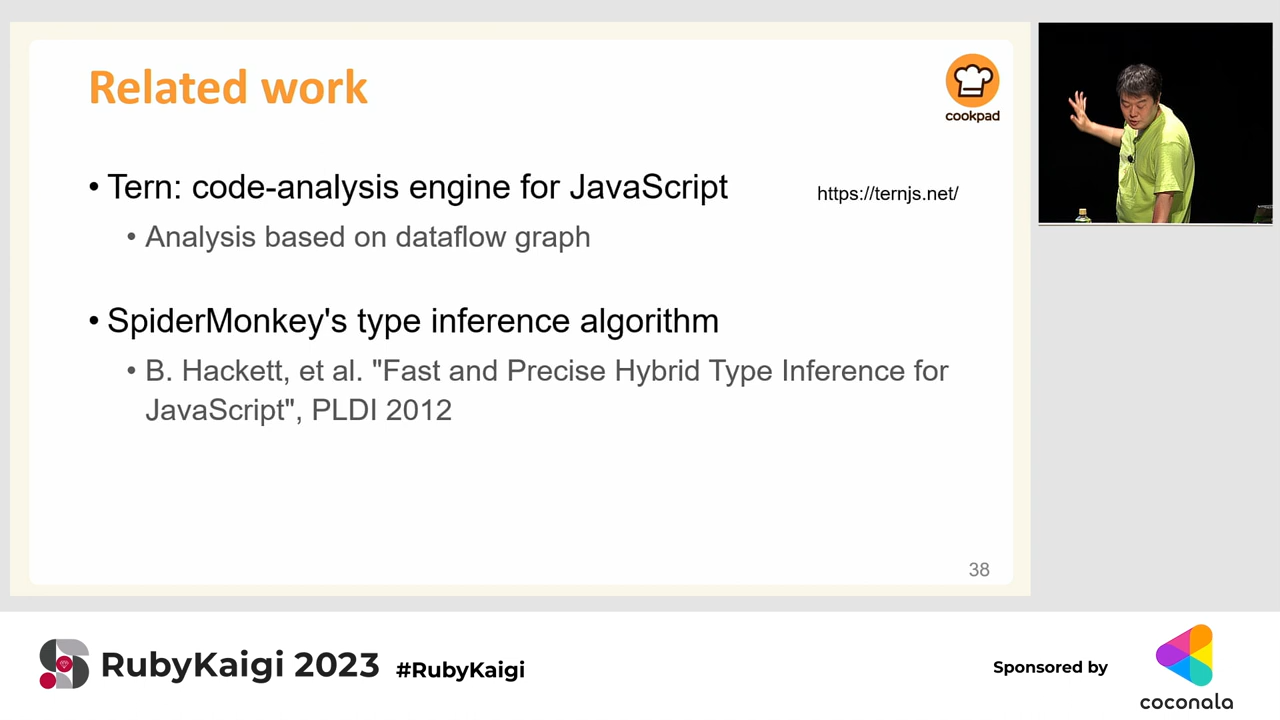 Related work
cookpad
• Tern: code-analysis engine for JavaScript
https://ternjs.net/
• Analysis based on dataflow graph
• SpiderMonkey's type inference algorithm
• B. Hackett, et al. "Fast and Precise Hybrid Type Inference for
JavaScript", PLDI 2012
38
RubyKaigi 2023 #RubyKaigi
Sponsored by
coconala